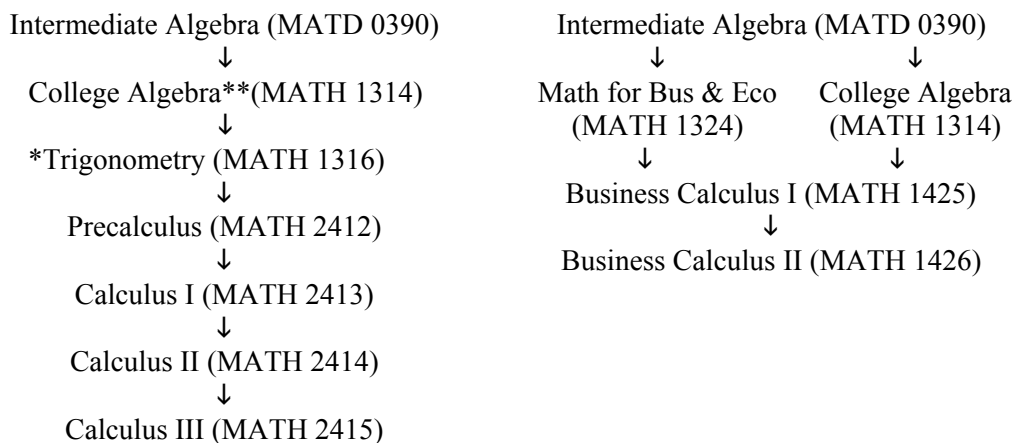 Intermediate Algebra (MATD 0390)
↓
College Algebra**(MATH 1314)
↓
*Trigonometry (MATH 1316)
↓
Precalculus (MATH 2412)
↓
Calculus I (MATH 2413)
↓
Calculus II (MATH 2414)
↓
Calculus III (MATH 2415)
Intermediate Algebra (MATD 0390)
↓ ↓
Math for Bus & Eco College Algebra
(MATH 1324) (MATH 1314)
↓ ↓
Business Calculus I (MATH 1425)
↓
Business Calculus II (MATH 1426)